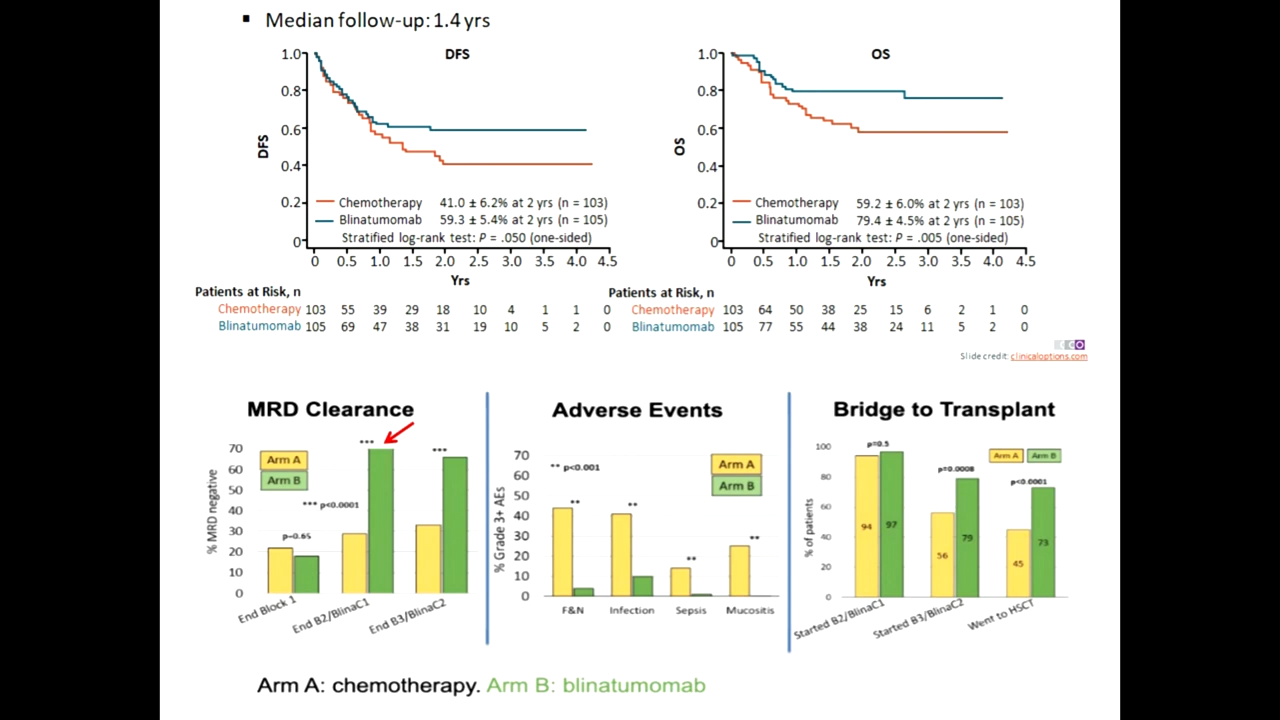 ▪ Median follow-up: 1.4 yrs
DFS
1.0
0.8
0.6
0.4
0.2
0
DFS
Chemotherapy 41.0 ± 6.2% at 2 yrs (n = 103)
Blinatumomab 59.3 ± 5.4% at 2 yrs (n = 105)
Stratified log-rank test: P = .050 (one-sided)
0 0.5 1.0 1.5 2.0 2.5 3.0 3.5 4.0 4.5
Yrs
Patients at Risk, n
Chemotherapy 103 55 39 29 18 10 4 1 1 0
Blinatumomab 105 69 47 38 31 19 10 5 2 0
OS
1.0
0.8
0.6
0.4
0.2
0
OS
Chemotherapy 59.2 ± 6.0% at 2 yrs (n = 103)
Blinatumomab 79.4 ± 4.5% at 2 yrs (n = 105)
Stratified log-rank test: P = .005 (one-sided)
0 0.5 1.0 1.5 2.0 2.5 3.0 3.5 4.0 4.5
Yrs
Patients at Risk, n
Chemotherapy 103 64 50 38 25 15 6 2 1 0
Blinatumomab 105 77 55 44 38 24 11 5 2 0
CCO
Slide credit: clinicaloptions.com
MRD Clearance
% MRD negative
70
60
50
40
30
20
10
0
Arm A
Arm B
*** p<0.0001
p=0.65
***
***
End Block 1
End B2/BlinaC1
End B3/BlinaC2
Adverse Events
% Grade 3+ AEs
70
60
50
40
30
20
10
0
** p<0.001
Arm A
Arm B
**
**
**
**
F&N Infection Sepsis Mucositis
Bridge to Transplant
% of patients
100
80
60
40
20
0
Arm A Arm B
p=0.5
p=0.0008
p<0.0001
94 97
56 79
45 73
Started B2/BlinaC1
Started B3/BlinaC2
Went to HSCT
Arm A: chemotherapy. Arm B: blinatumomab